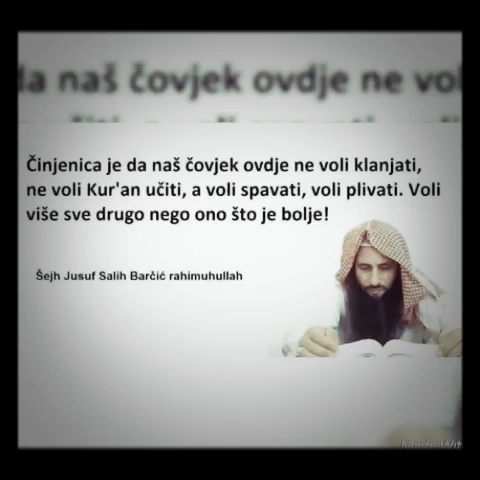 da naš čovjek ovdje ne vol
Činjenica je da naš čovjek ovdje ne voli klanjati,
ne voli Kur'an učiti, a voli spavati, voli plivati. Voli
više sve drugo nego ono što je bolje!
Šejh Jusuf Salih Barčić rahimuhullah